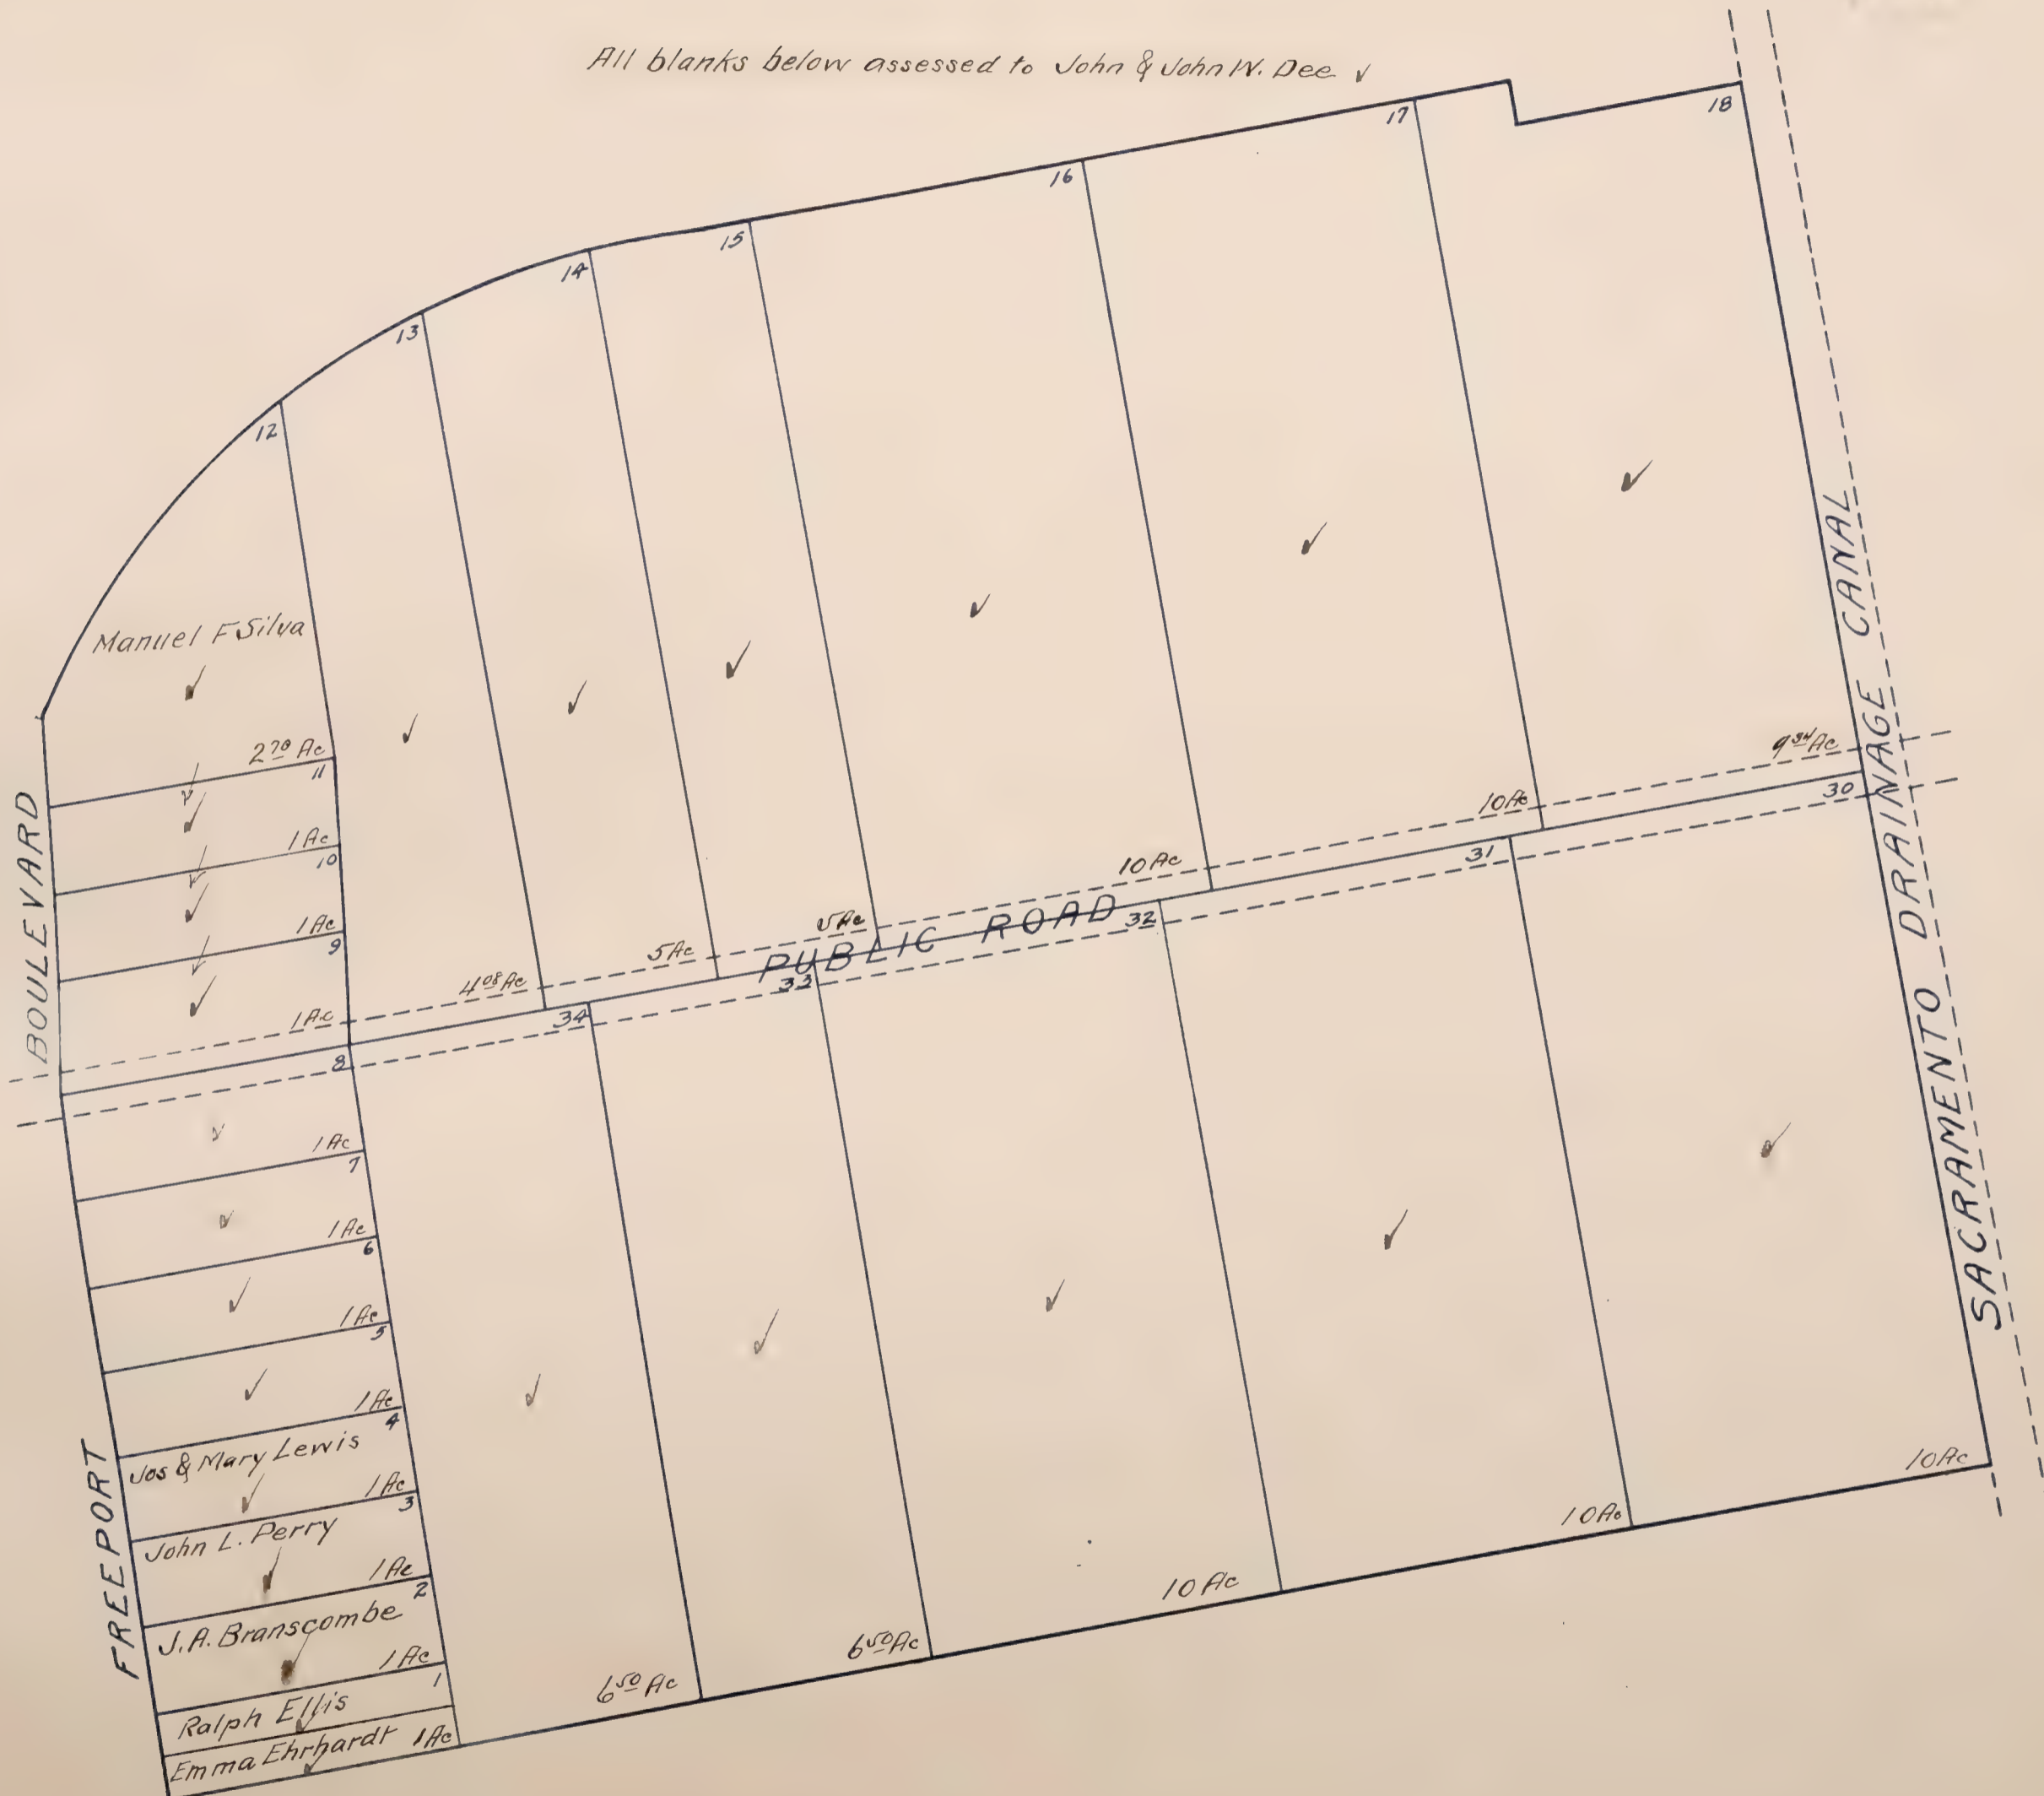 All blanks below assessed to John & John W. Dee
18
17
16
15
14
13
12
Manuel F Silva
2 70 Ac
11
1 Ac
10
1 Ac
9
1 Ac
8
4 08 Ac
5 Ac
5 Ac
10 Ac
10 Ac
9 94 Ac
PUBLIC ROAD
34
33
32
31
30
BOULEVARD
FREEPORT
SACRAMENTO DRAINAGE CANAL
1 Ac
7
1 Ac
6
1 Ac
5
1 Ac
4
Jos & Mary Lewis
1 Ac
3
John L. Perry
1 Ac
2
J.A. Branscombe
1 Ac
1
Ralph Ellis
Emma Ehrhardt 1 Ac
6 50 Ac
6 50 Ac
10 Ac
10 Ac
10 Ac